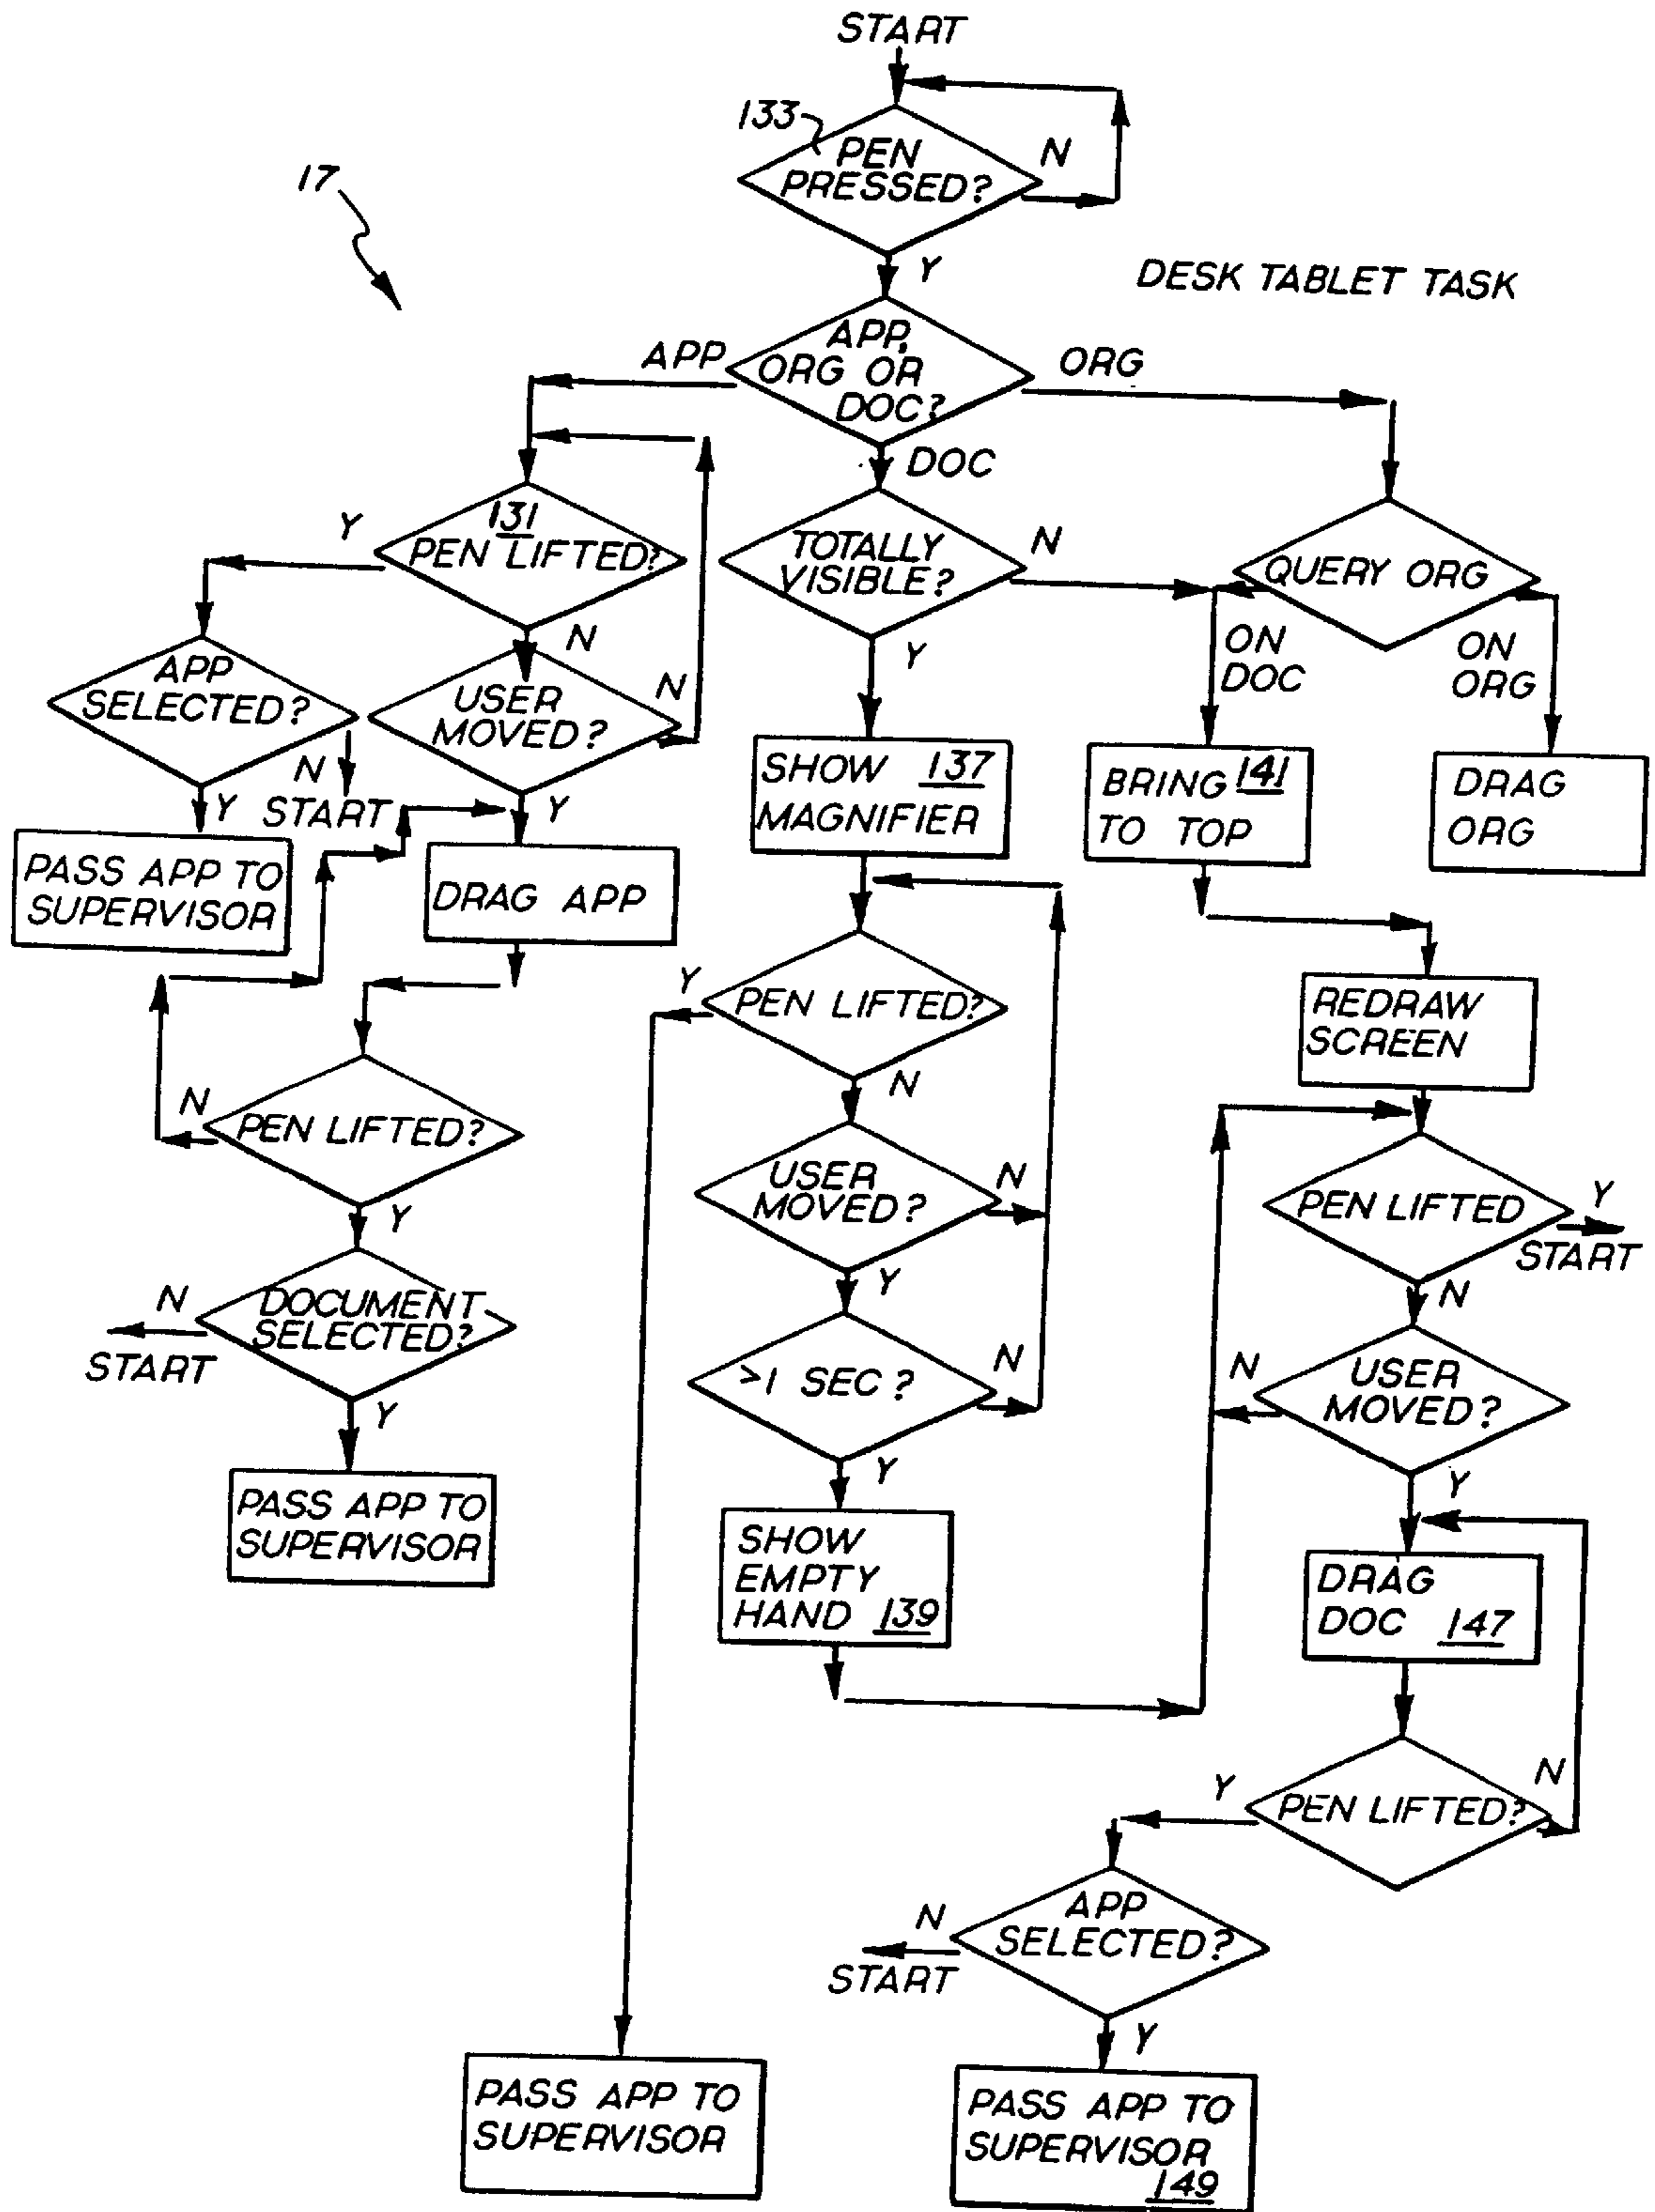 START
133
PEN
PRESSED?
N
17
Y
DESK TABLET TASK
APP,
ORG OR
DOC?
APP
ORG
DOC
131
PEN LIFTED?
Y
N
TOTALLY
VISIBLE?
N
Y
QUERY ORG
ON
DOC
ON
ORG
APP
SELECTED?
N
START
Y
USER
MOVED?
N
Y
PASS APP TO
SUPERVISOR
DRAG APP
SHOW 137
MAGNIFIER
BRING 141
TO TOP
DRAG
ORG
PEN LIFTED?
Y
N
REDRAW
SCREEN
PEN LIFTED?
N
Y
USER
MOVED?
N
Y
PEN LIFTED
Y
START
N
DOCUMENT
SELECTED?
N
START
Y
>1 SEC?
N
Y
USER
MOVED?
N
Y
PASS APP TO
SUPERVISOR
SHOW
EMPTY
HAND 139
DRAG
DOC 147
PEN LIFTED?
Y
N
APP
SELECTED?
N
START
Y
PASS APP TO
SUPERVISOR
PASS APP TO
SUPERVISOR
149